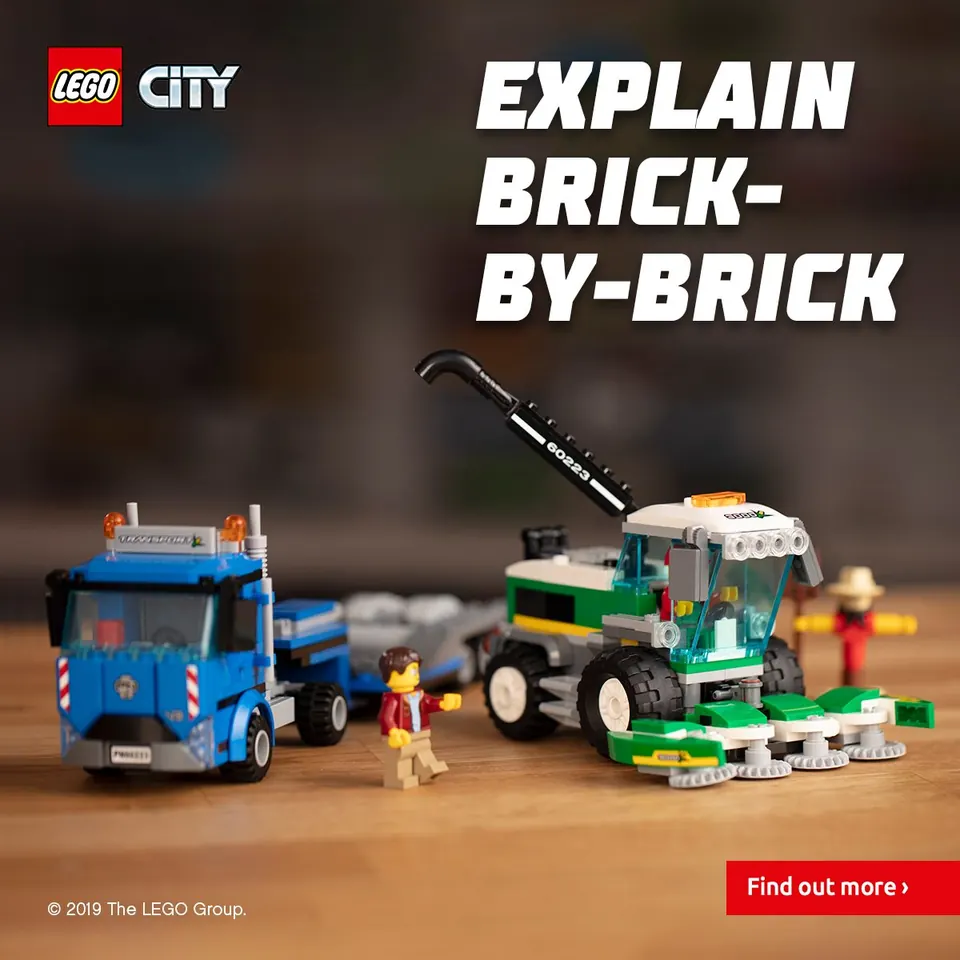 LEGO CITY
EXPLAIN
BRICK-
BY-BRICK
60223
TRANSPORT
Find out more ›
© 2019 The LEGO Group.